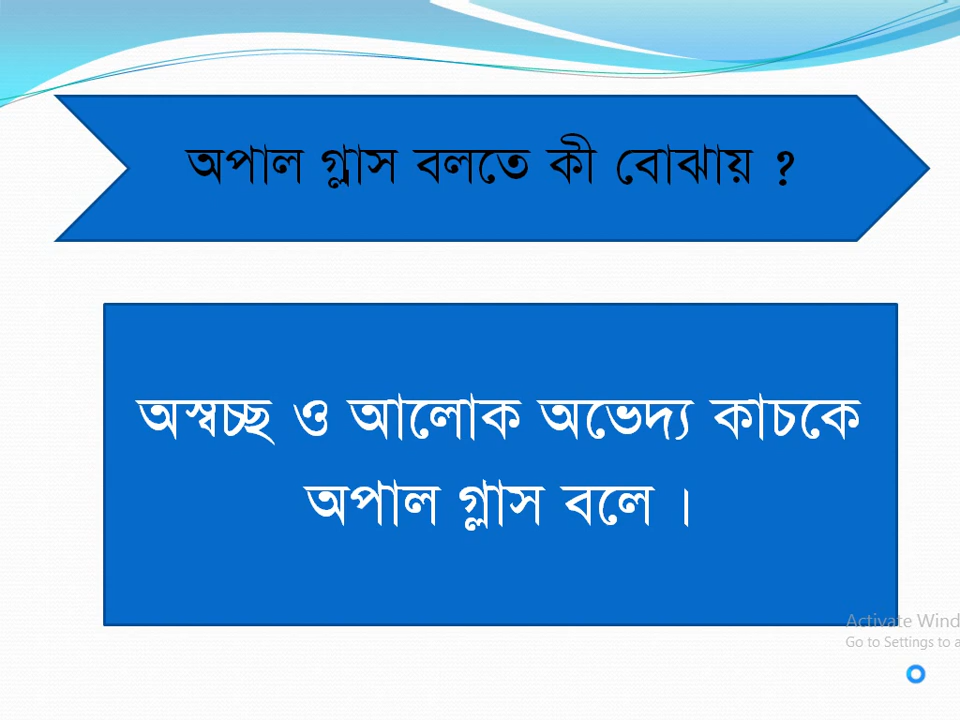 অপাল গ্লাস বলতে কী বোঝায় ?
অস্বচ্ছ ও আলোক অভেদ্য কাচকে
অপাল গ্লাস বলে ।
Activate Wind
Go to Settings to a